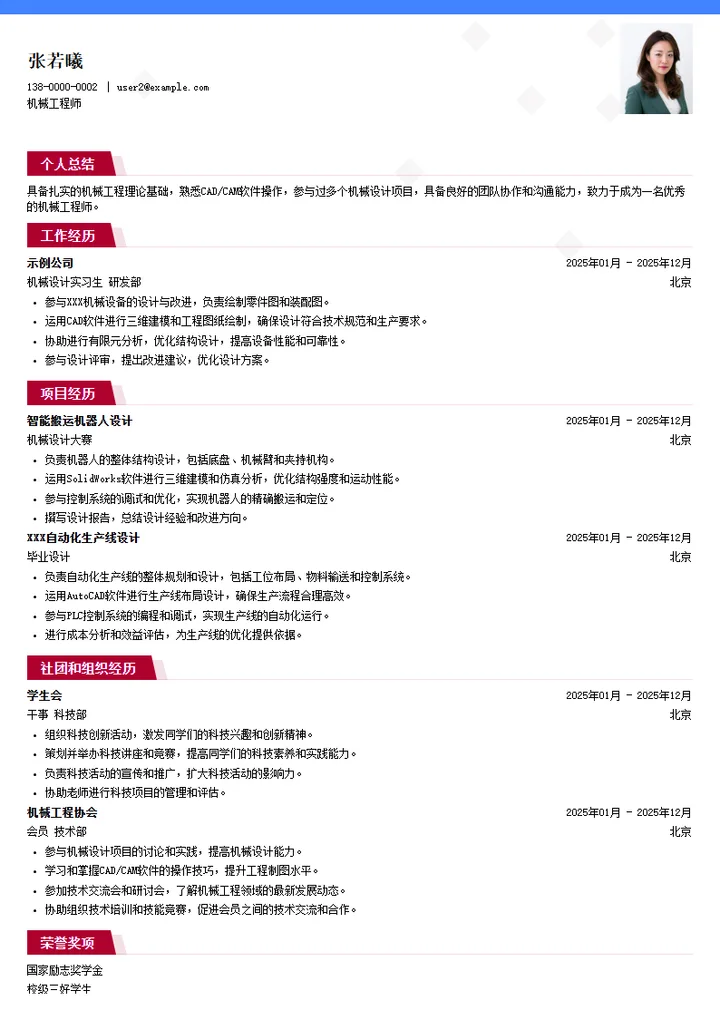 张若曦
138-0000-0002 | user2@example.com
机械工程师
个人总结
具备扎实的机械工程理论基础，熟悉CAD/CAM软件操作，参与过多个机械设计项目，具备良好的团队协作和沟通能力，致力于成为一名优秀
的机械工程师。
工作经历
示例公司 2025年01月 - 2025年12月
机械设计实习生 研发部 北京
• 参与XXX机械设备的设计与改进，负责绘制零件图和装配图。
• 运用CAD软件进行三维建模和工程图纸绘制，确保设计符合技术规范和生产要求。
• 协助进行有限元分析，优化结构设计，提高设备性能和可靠性。
• 参与设计评审，提出改进建议，优化设计方案。
项目经历
智能搬运机器人设计 2025年01月 - 2025年12月
机械设计大赛 北京
• 负责机器人的整体结构设计，包括底盘、机械臂和夹持机构。
• 运用SolidWorks软件进行三维建模和仿真分析，优化结构强度和运动性能。
• 参与控制系统的调试和优化，实现机器人的精确搬运和定位。
• 撰写设计报告，总结设计经验和改进方向。
XXX自动化生产线设计 2025年01月 - 2025年12月
毕业设计 北京
• 负责自动化生产线的整体规划和设计，包括工位布局、物料输送和控制系统。
• 运用AutoCAD软件进行生产线布局设计，确保生产流程合理高效。
• 参与PLC控制系统的编程和调试，实现生产线的自动化运行。
• 进行成本分析和效益评估，为生产线的优化提供依据。
社团和组织经历
学生会 2025年01月 - 2025年12月
干事 科技部 北京
• 组织科技创新活动，激发同学们的科技兴趣和创新精神。
• 策划并举办科技讲座和竞赛，提高同学们的科技素养和实践能力。
• 负责科技活动的宣传和推广，扩大科技活动的影响力。
• 协助老师进行科技项目的管理和评估。
机械工程协会 2025年01月 - 2025年12月
会员 技术部 北京
• 参与机械设计项目的讨论和实践，提高机械设计能力。
• 学习和掌握CAD/CAM软件的操作技巧，提升工程制图水平。
• 参加技术交流会和研讨会，了解机械工程领域的最新发展动态。
• 协助组织技术培训和技能竞赛，促进会员之间的技术交流和合作。
荣誉奖项
国家励志奖学金
校级三好学生